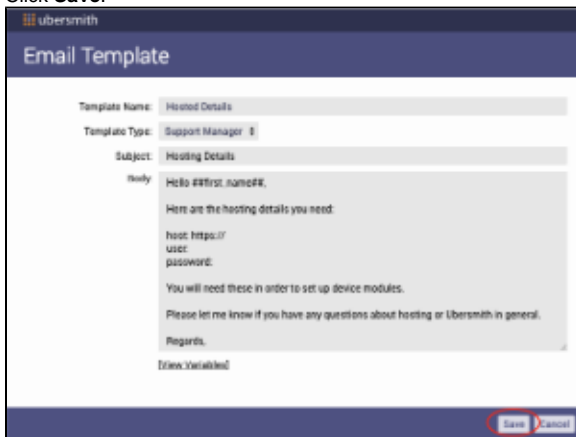 Click Save.
ubersmith
Email Template
Template Name: Hosted Details
Template Type: Support Manager
Subject: Hosting Details
Body
Hello ##first_name##,
Here are the hosting details you need:
host: https://
user:
password:
You will need these in order to set up device modules.
Please let me know if you have any questions about hosting or Ubersmith in general.
Regards,
[View Variables]
Save Cancel